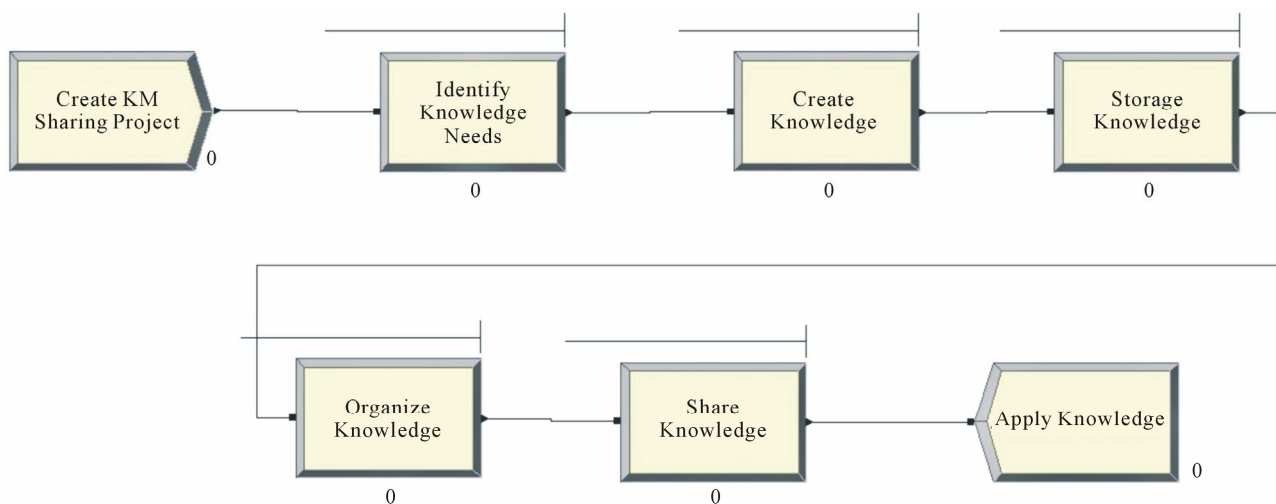 Create KM
Sharing Project
0
Identify
Knowledge
Needs
0
Create
Knowledge
0
Storage
Knowledge
0
Organize
Knowledge
0
Share
Knowledge
0
Apply Knowledge
0